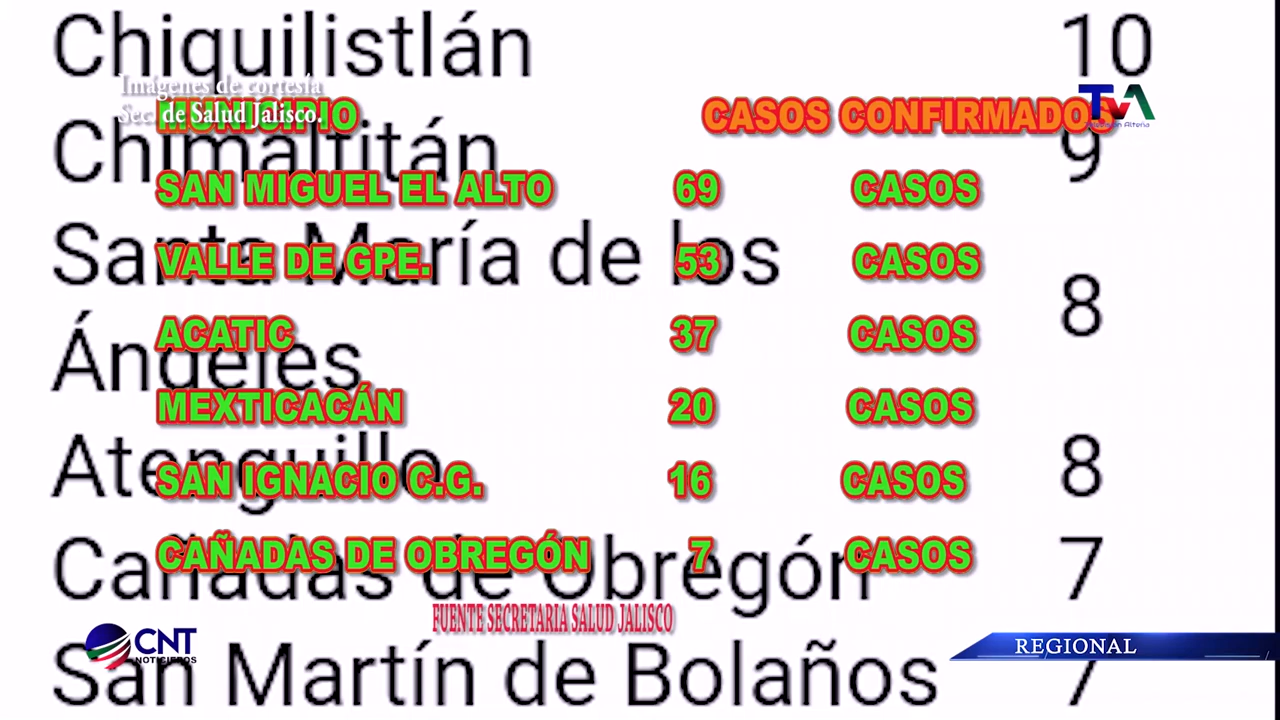 Chiquilistlán 10
Imágenes de cortesía
Sec. de Salud Jalisco.
TVA
MUNICIPIO CASOS CONFIRMADOS
Chimaltitán 9
SAN MIGUEL EL ALTO 69 CASOS
Santa María de los
VALLE DE GPE. 53 CASOS
8
ACATIC 37 CASOS
Ángeles
MEXTICACÁN 20 CASOS
Atenguillo 8
SAN IGNACIO C.G. 16 CASOS
CAÑADAS DE OBREGÓN 7 CASOS
Cañadas de Obregón 7
FUENTE SECRETARIA SALUD JALISCO
CNT
NOTICIEROS
REGIONAL
San Martín de Bolaños 7